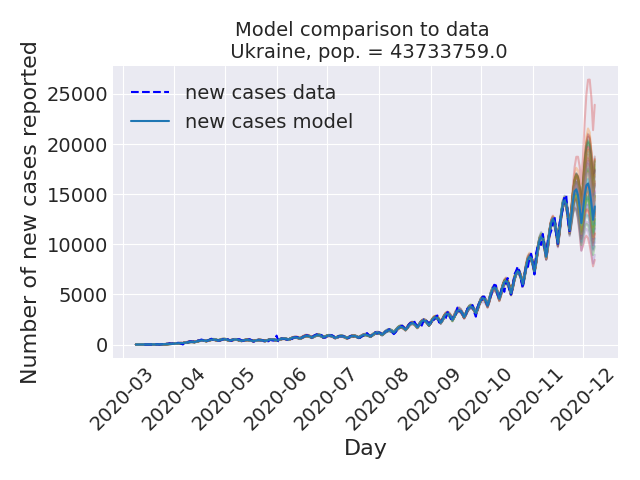 Model comparison to data
Ukraine, pop. = 43733759.0
Number of new cases reported
25000
20000
15000
10000
5000
0
new cases data
new cases model
2020-03
2020-04
2020-05
2020-06
2020-07
2020-08
2020-09
2020-10
2020-11
2020-12
Day